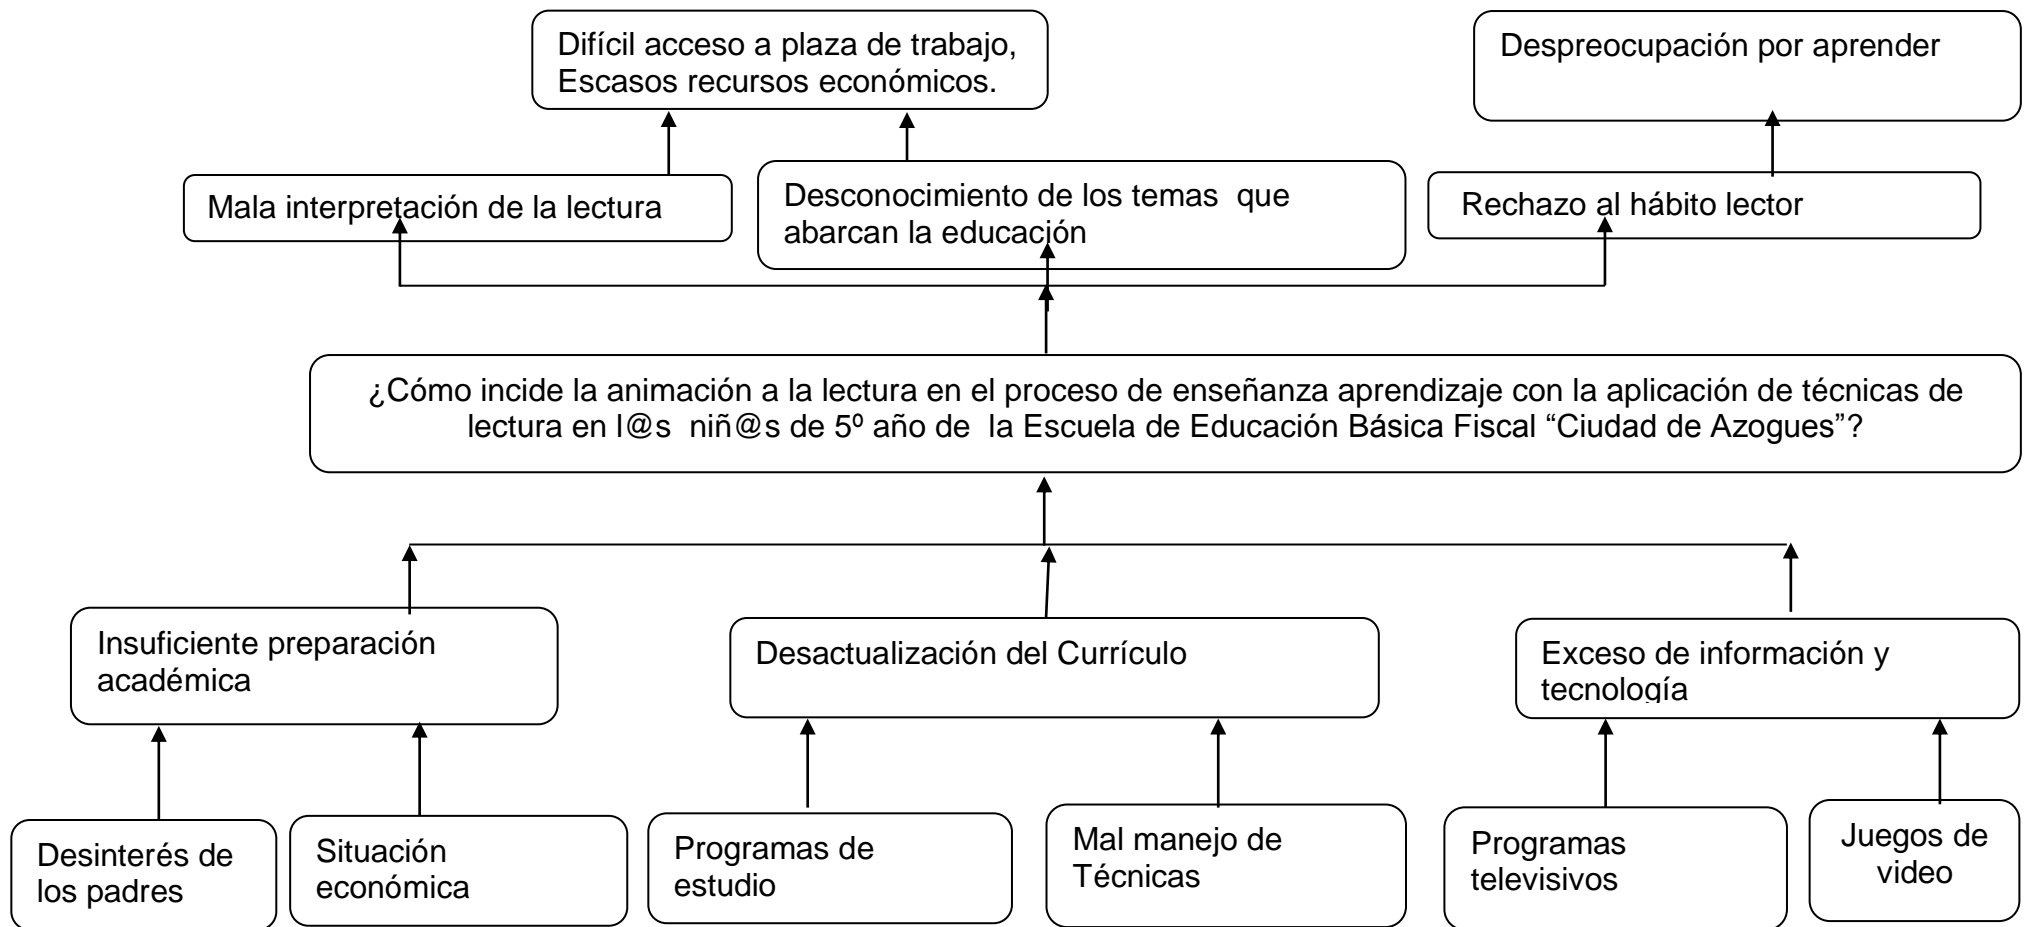 Difícil acceso a plaza de trabajo,
Escasos recursos económicos.
Despreocupación por aprender
Mala interpretación de la lectura
Desconocimiento de los temas  que
abarcan la educación
Rechazo al hábito lector
¿Cómo incide la animación a la lectura en el proceso de enseñanza aprendizaje con la aplicación de técnicas de
lectura en l@s  niñ@s de 5º año de  la Escuela de Educación Básica Fiscal “Ciudad de Azogues”?
Insuficiente preparación
académica
Desactualización del Currículo
Exceso de información y
tecnología
Desinterés de
los padres
Situación
económica
Programas de
estudio
Mal manejo de
Técnicas
Programas
televisivos
Juegos de
video